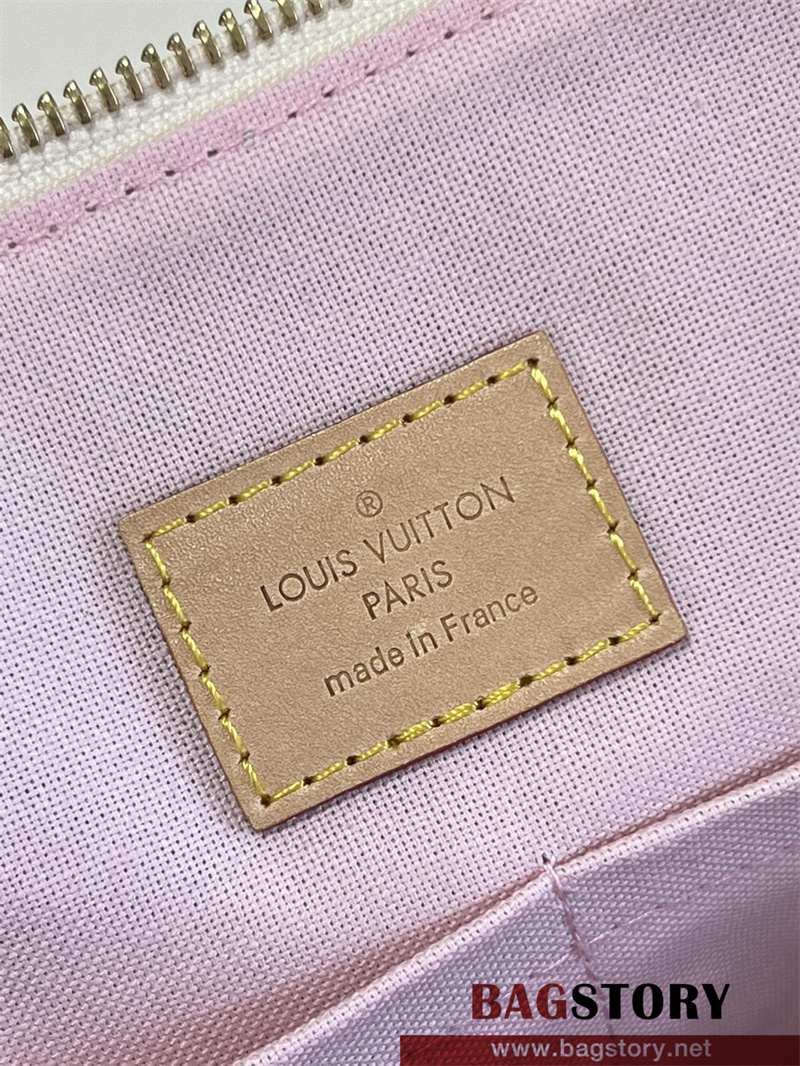 ®
LOUIS VUITTON
PARIS
made in France
BAGSTORY
www.bagstory.net